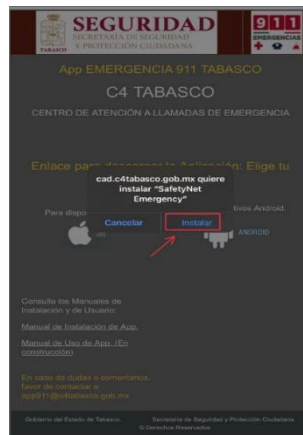 SEGURIDAD
SECRETARÍA DE SEGURIDAD
Y PROTECCIÓN CIUDADANA
TABASCO
911
EMERGENCIAS
App EMERGENCIA 911 TABASCO
C4 TABASCO
CENTRO DE ATENCIÓN A LLAMADAS DE EMERGENCIA
Enlace para descargar la Aplicación: Elige tu
cad.c4tabasco.gob.mx quiere
instalar "SafetyNet
Emergency"
Cancelar
Instalar
Para dispo
tivos Android
ANDROID
Consulte los Manuales de
Instalación y de Usuario:
Manual de Instalación de App.
Manual de Uso de App. (En
construcción)
En caso de dudas o comentarios,
favor de contactar a:
app911@c4tabasco.gob.mx
Gobierno del Estado de Tabasco.
Secretaría de Seguridad y Protección Ciudadana
© Derechos Reservados